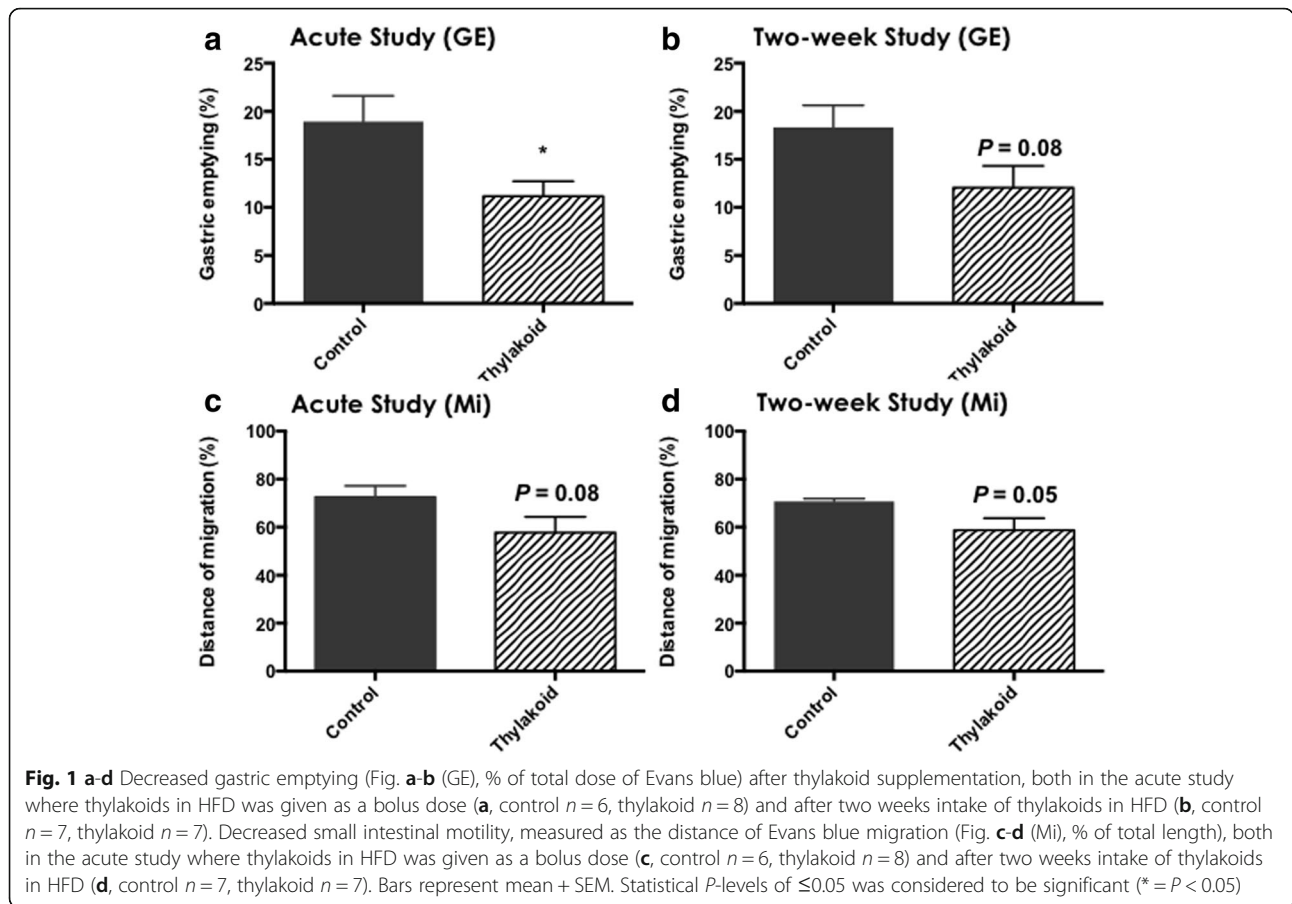 a Acute Study (GE)
Gastric emptying (%)
25
20
15
10
5
0
*
Control
Thylakoid
b Two-week Study (GE)
Gastric emptying (%)
25
20
15
10
5
0
P = 0.08
Control
Thylakoid
c Acute Study (Mi)
Distance of migration (%)
100
80
60
40
20
0
P = 0.08
Control
Thylakoid
d Two-week Study (Mi)
Distance of migration (%)
100
80
60
40
20
0
P = 0.05
Control
Thylakoid
Fig. 1 a-d Decreased gastric emptying (Fig. a-b (GE), % of total dose of Evans blue) after thylakoid supplementation, both in the acute study
where thylakoids in HFD was given as a bolus dose (a, control n = 6, thylakoid n = 8) and after two weeks intake of thylakoids in HFD (b, control
n = 7, thylakoid n = 7). Decreased small intestinal motility, measured as the distance of Evans blue migration (Fig. c-d (Mi), % of total length), both
in the acute study where thylakoids in HFD was given as a bolus dose (c, control n = 6, thylakoid n = 8) and after two weeks intake of thylakoids
in HFD (d, control n = 7, thylakoid n = 7). Bars represent mean + SEM. Statistical P-levels of ≤0.05 was considered to be significant (* = P < 0.05)